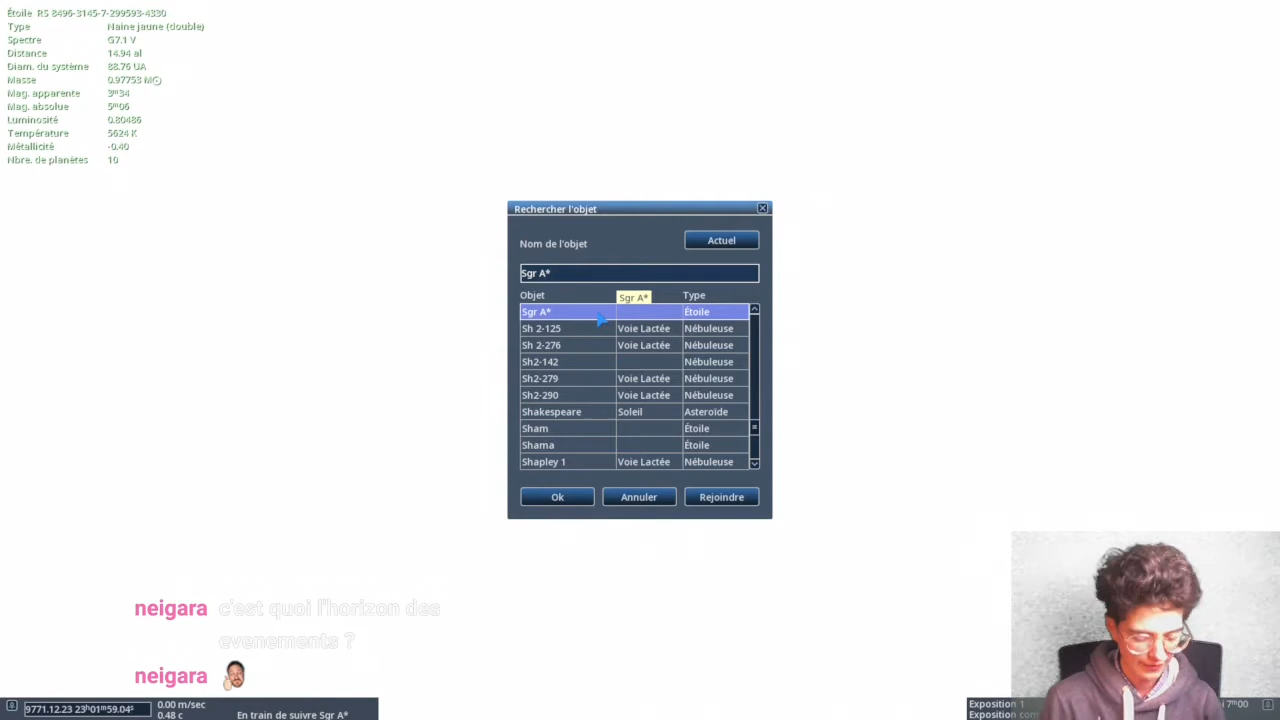 Étoile RS 8496-3145-7-299593-4330
Type Naine jaune (double)
Spectre G7.1 V
Distance 14.94 al
Diam. du système 88.76 UA
Masse 0.97753 M☉
Mag. apparente 3ᵐ34
Mag. absolue 5ᵐ06
Luminosité 0.80486
Température 5624 K
Métallicité -0.40
Nbre. de planètes 10
Rechercher l'objet
Nom de l'objet Actuel
Sgr A*
Objet Sgr A* Type
Sgr A* Étoile
Sh 2-125 Voie Lactée Nébuleuse
Sh 2-276 Voie Lactée Nébuleuse
Sh2-142 Nébuleuse
Sh2-279 Voie Lactée Nébuleuse
Sh2-290 Voie Lactée Nébuleuse
Shakespeare Soleil Asteroïde
Sham Étoile
Shama Étoile
Shapley 1 Voie Lactée Nébuleuse
Ok Annuler Rejoindre
neigara c'est quoi l'horizon des
evenements ?
neigara
9771.12.23 23ʰ01ᵐ59.04ˢ 0.00 m/sec
0.48 c En train de suivre Sgr A*
Exposition 1 7ᵐ00
Exposition